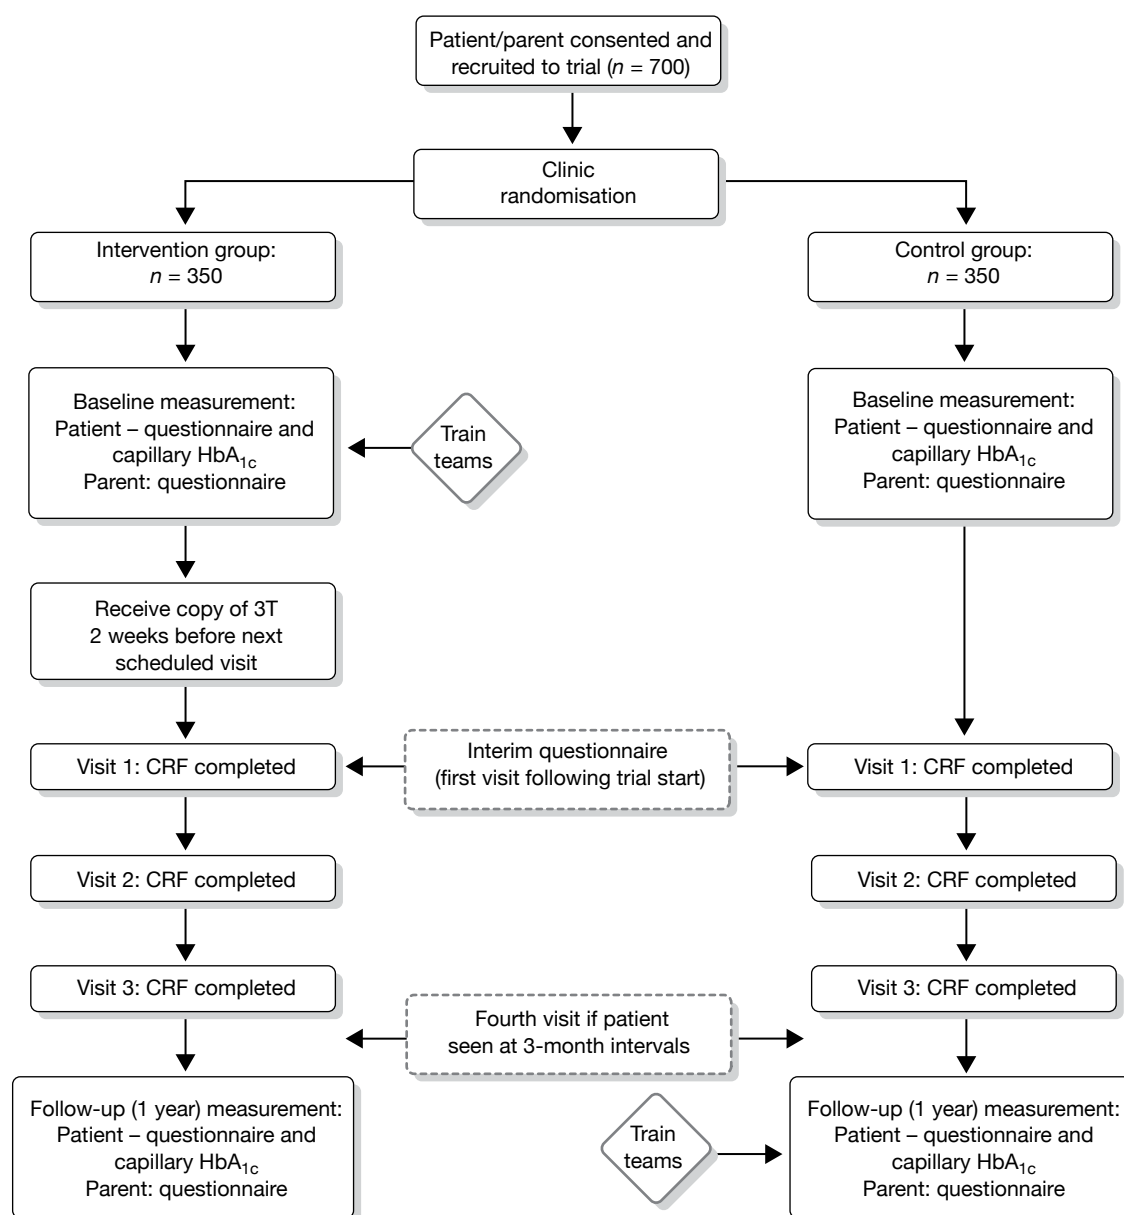 Patient/parent consented and
recruited to trial (n = 700)
Clinic
randomisation
Intervention group:
n = 350
Control group:
n = 350
Baseline measurement:
Patient – questionnaire and
capillary HbA1c
Parent: questionnaire
Train
teams
Baseline measurement:
Patient – questionnaire and
capillary HbA1c
Parent: questionnaire
Receive copy of 3T
2 weeks before next
scheduled visit
Visit 1: CRF completed
Interim questionnaire
(first visit following trial start)
Visit 1: CRF completed
Visit 2: CRF completed
Visit 2: CRF completed
Visit 3: CRF completed
Visit 3: CRF completed
Fourth visit if patient
seen at 3-month intervals
Follow-up (1 year) measurement:
Patient – questionnaire and
capillary HbA1c
Parent: questionnaire
Train
teams
Follow-up (1 year) measurement:
Patient – questionnaire and
capillary HbA1c
Parent: questionnaire